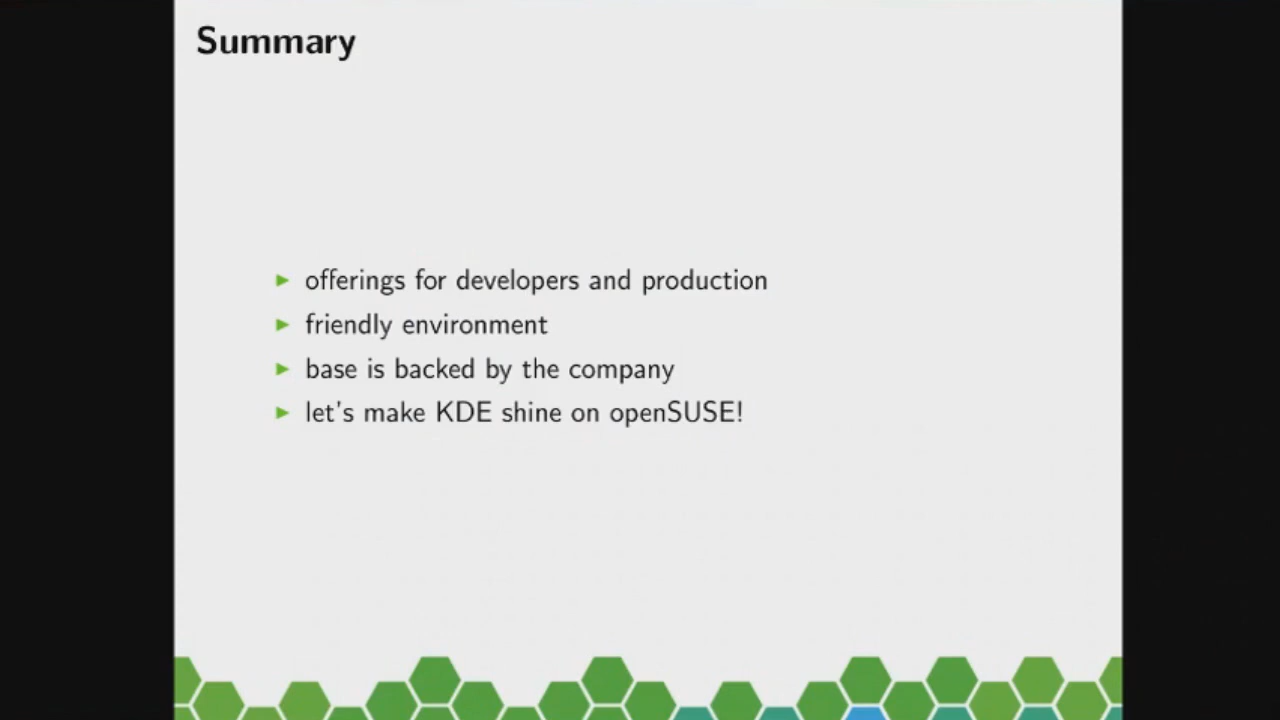 Summary
offerings for developers and production
friendly environment
base is backed by the company
let's make KDE shine on openSUSE!